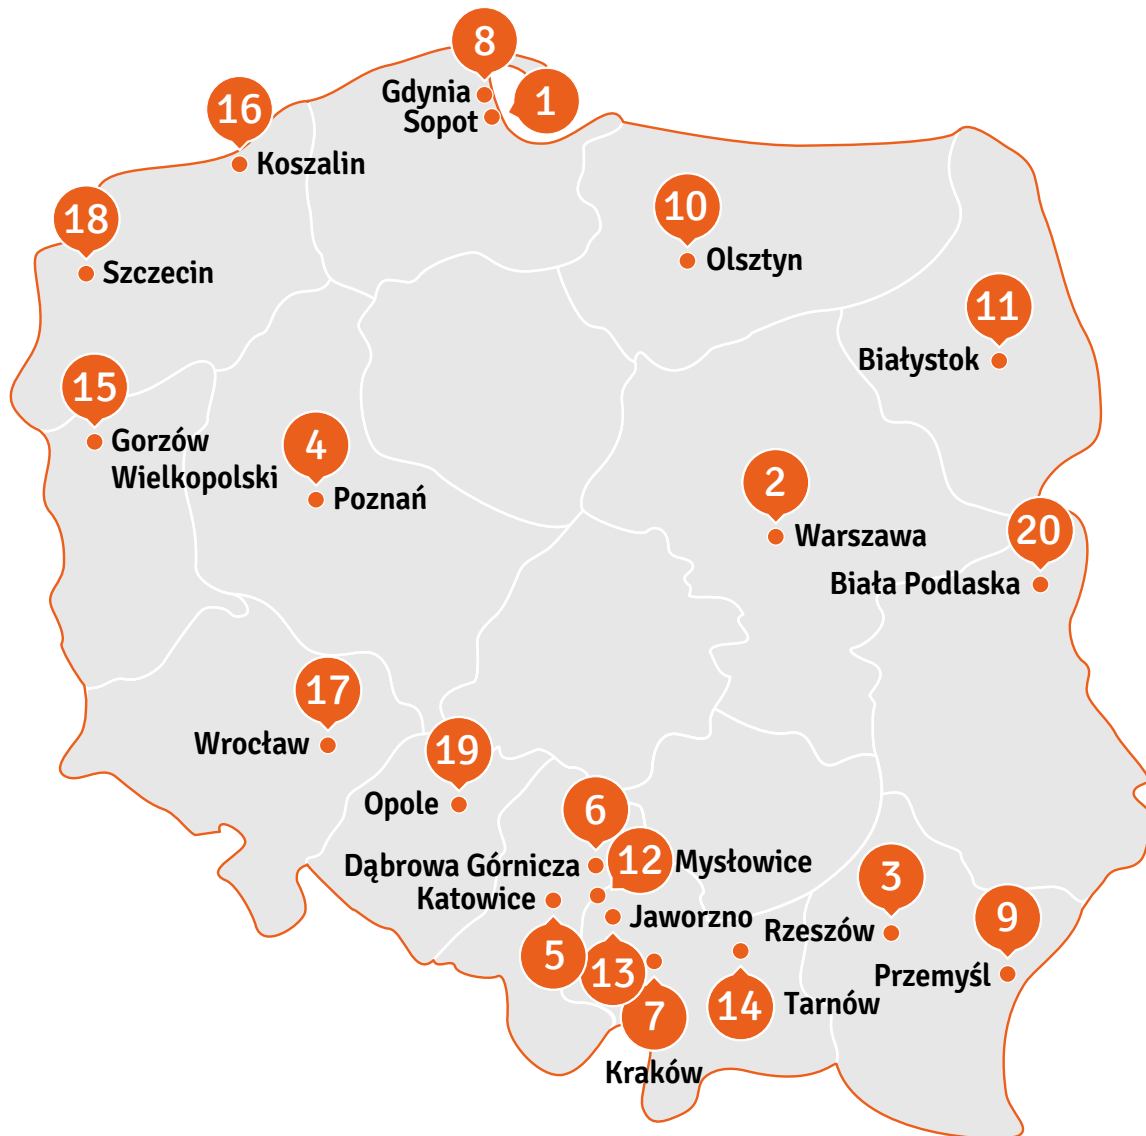 8
Gdynia
1
Sopot
16
Koszalin
18
Szczecin
10
Olsztyn
11
Białystok
15
Gorzów
Wielkopolski
4
Poznań
2
Warszawa
20
Biała Podlaska
17
Wrocław
19
Opole
6
Dąbrowa Górnicza
12
Mysłowice
Katowice
5
Jaworzno
13
3
Rzeszów
9
Przemyśl
14
Tarnów
7
Kraków